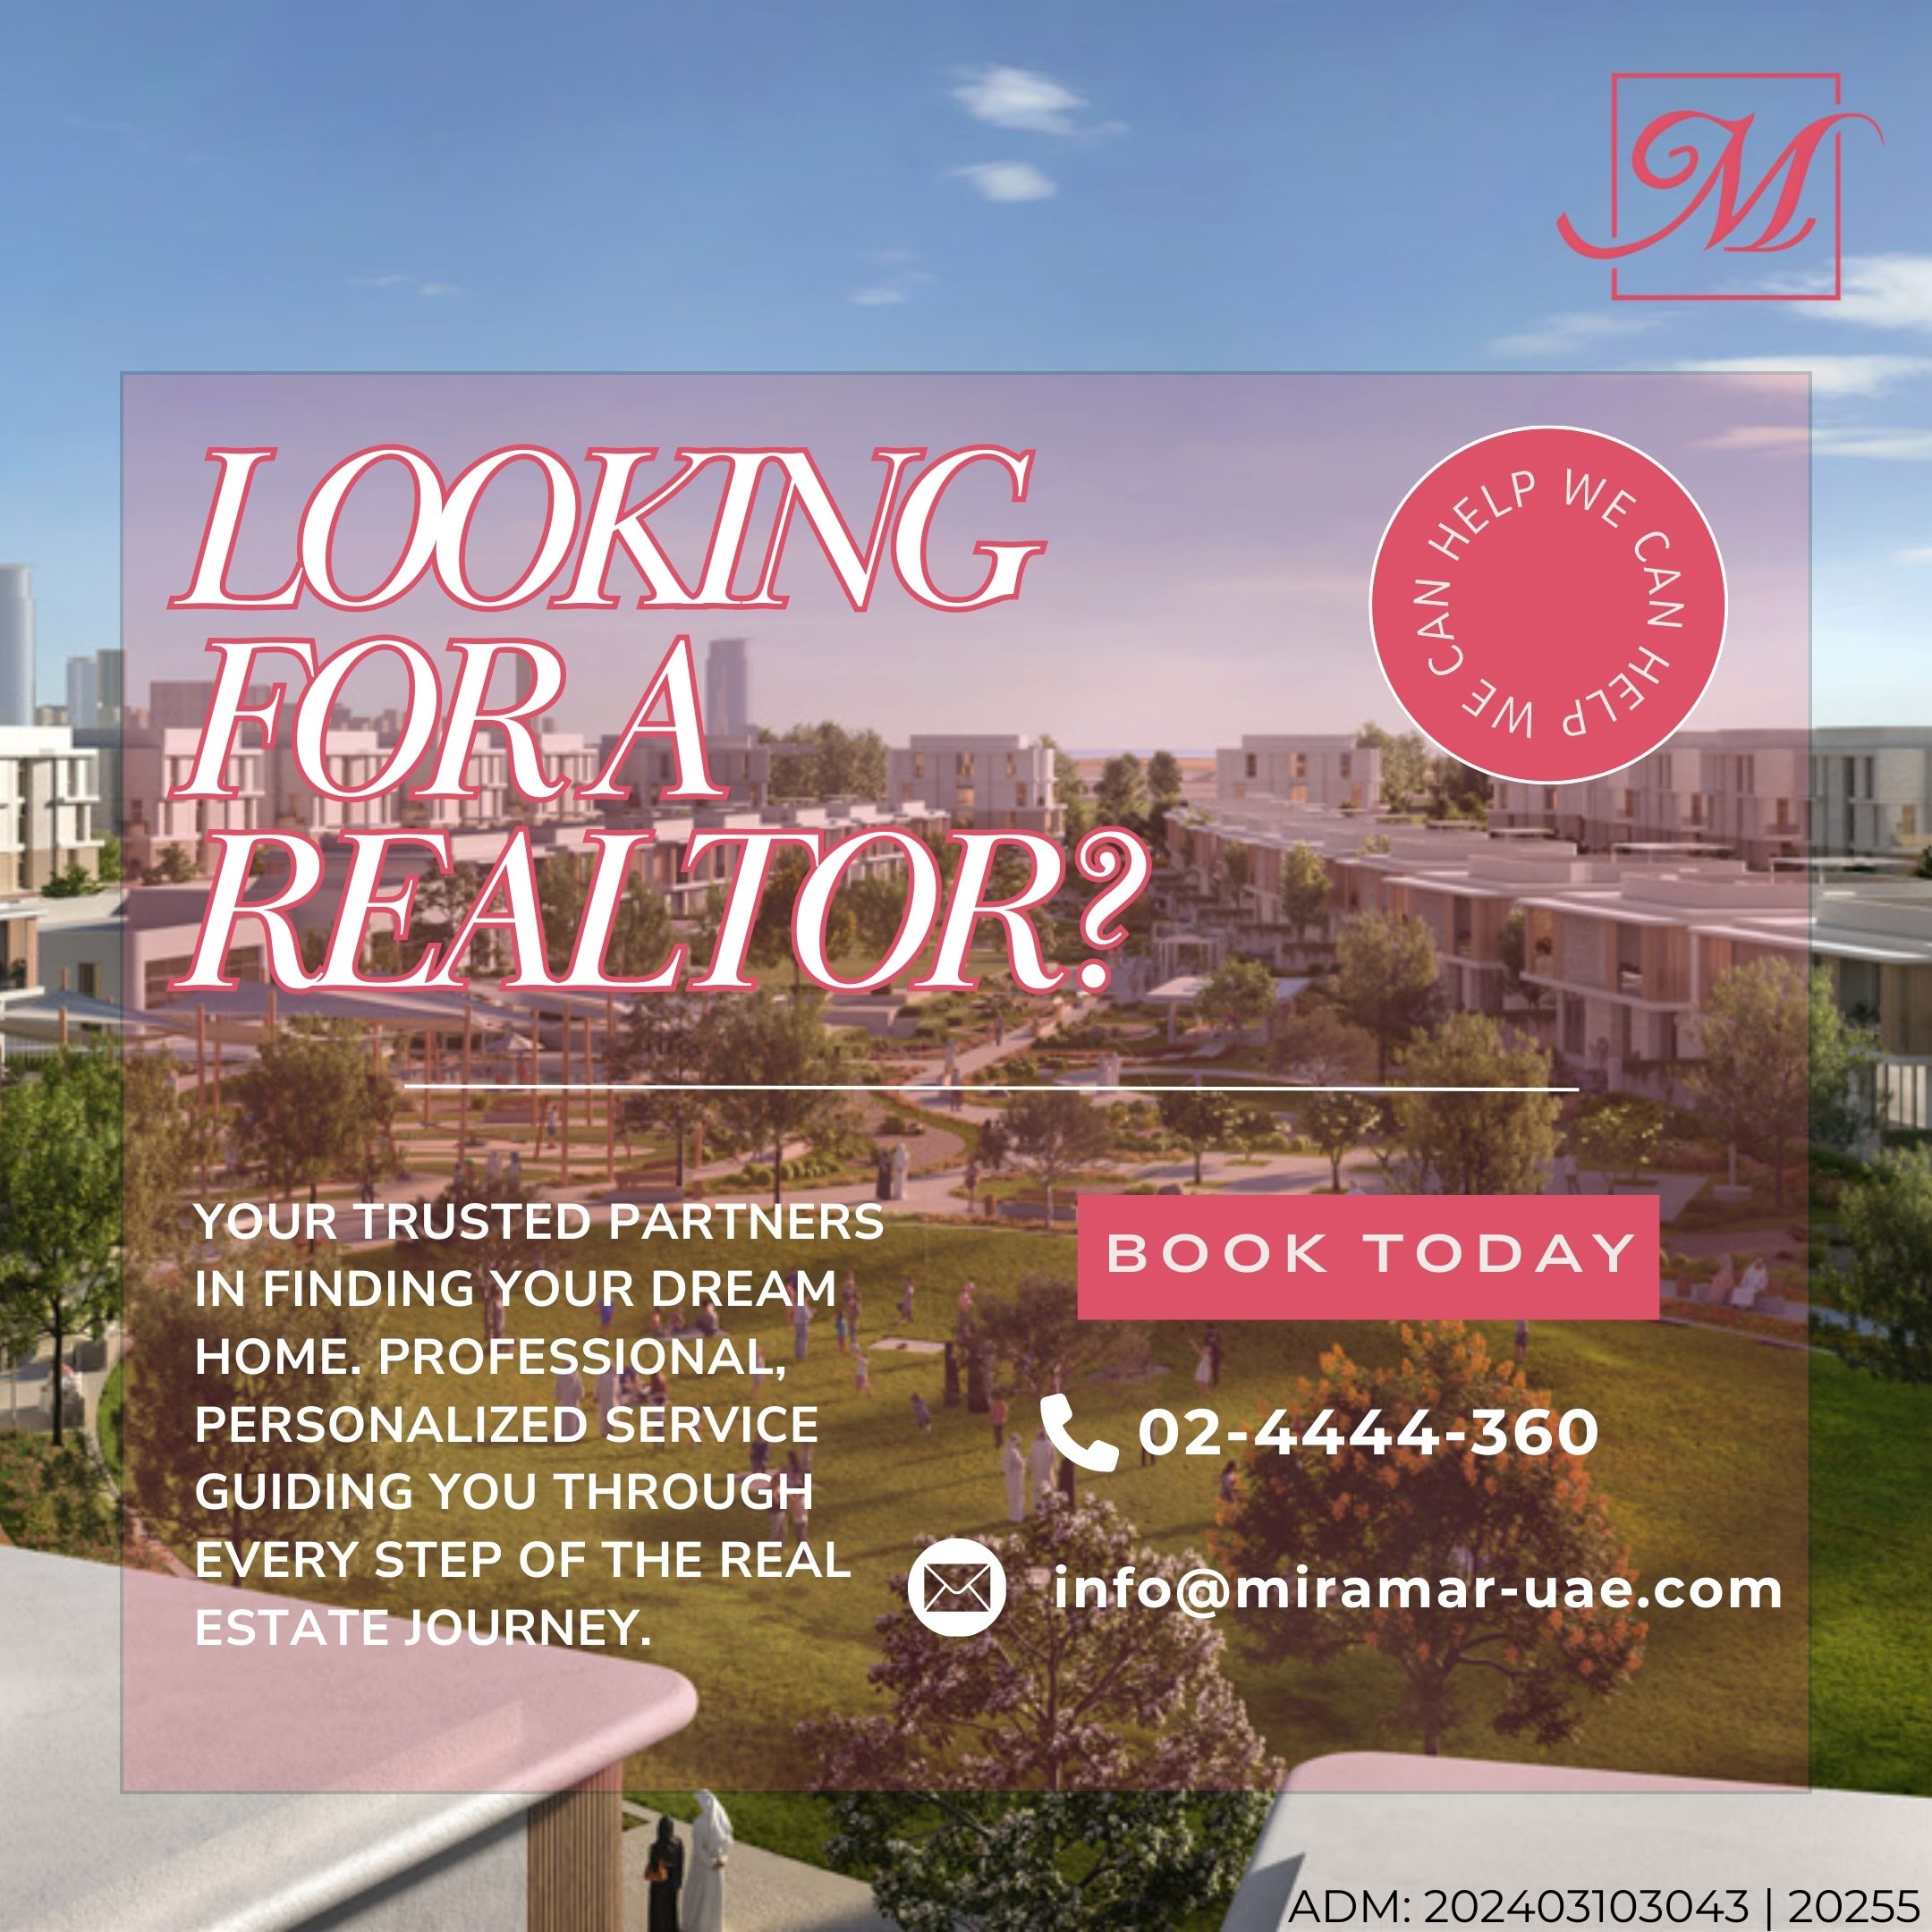 M
LOOKING
FOR A
REALTOR?
WE CAN HELP WE CAN HELP
YOUR TRUSTED PARTNERS
IN FINDING YOUR DREAM
HOME. PROFESSIONAL,
PERSONALIZED SERVICE
GUIDING YOU THROUGH
EVERY STEP OF THE REAL
ESTATE JOURNEY.
BOOK TODAY
02-4444-360
info@miramar-uae.com
ADM: 202403103043 | 20255